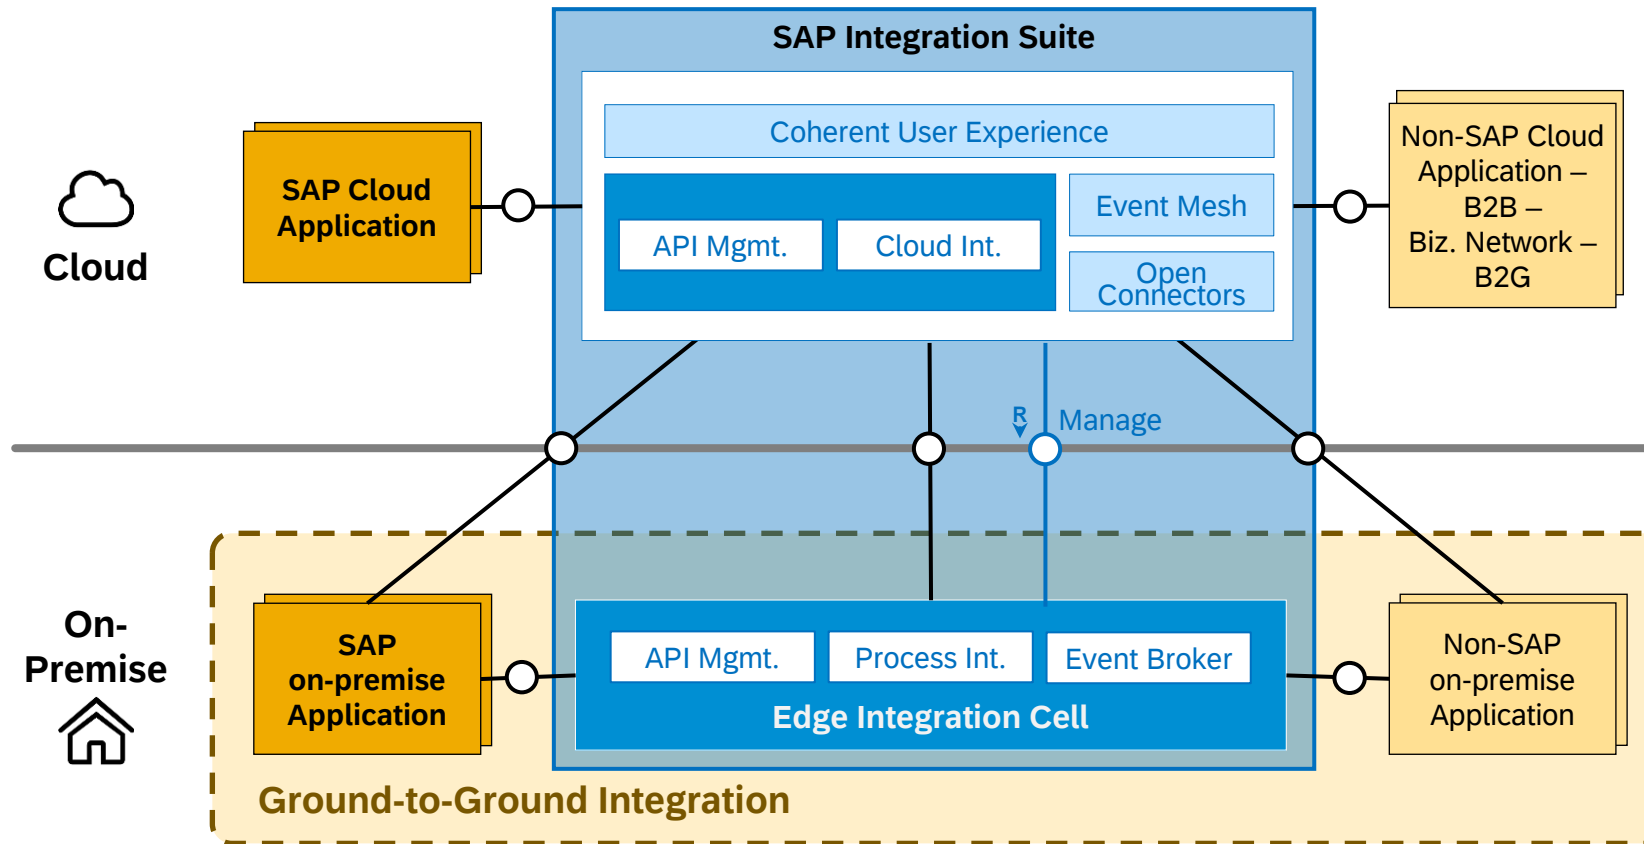 SAP Integration Suite
Coherent User Experience
SAP Cloud
Application
API Mgmt.
Cloud Int.
Event Mesh
Open
Connectors
Non-SAP Cloud
Application –
B2B –
Biz. Network –
B2G
Cloud
R
Manage
On-
Premise
SAP
on-premise
Application
API Mgmt.
Process Int.
Event Broker
Edge Integration Cell
Non-SAP
on-premise
Application
Ground-to-Ground Integration